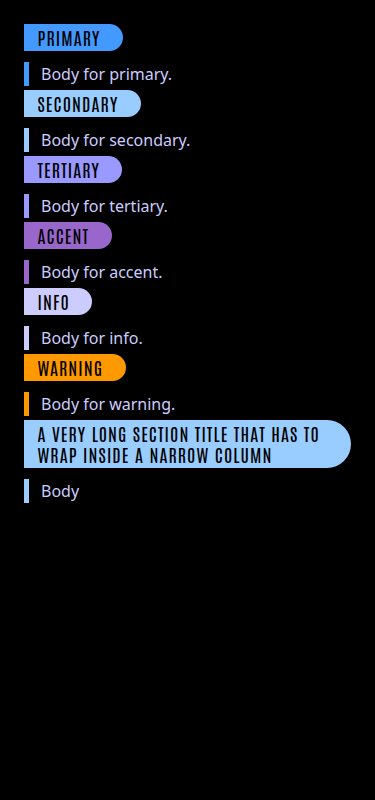 PRIMARY
Body for primary.
SECONDARY
Body for secondary.
TERTIARY
Body for tertiary.
ACCENT
Body for accent.
INFO
Body for info.
WARNING
Body for warning.
A VERY LONG SECTION TITLE THAT HAS TO
WRAP INSIDE A NARROW COLUMN
Body